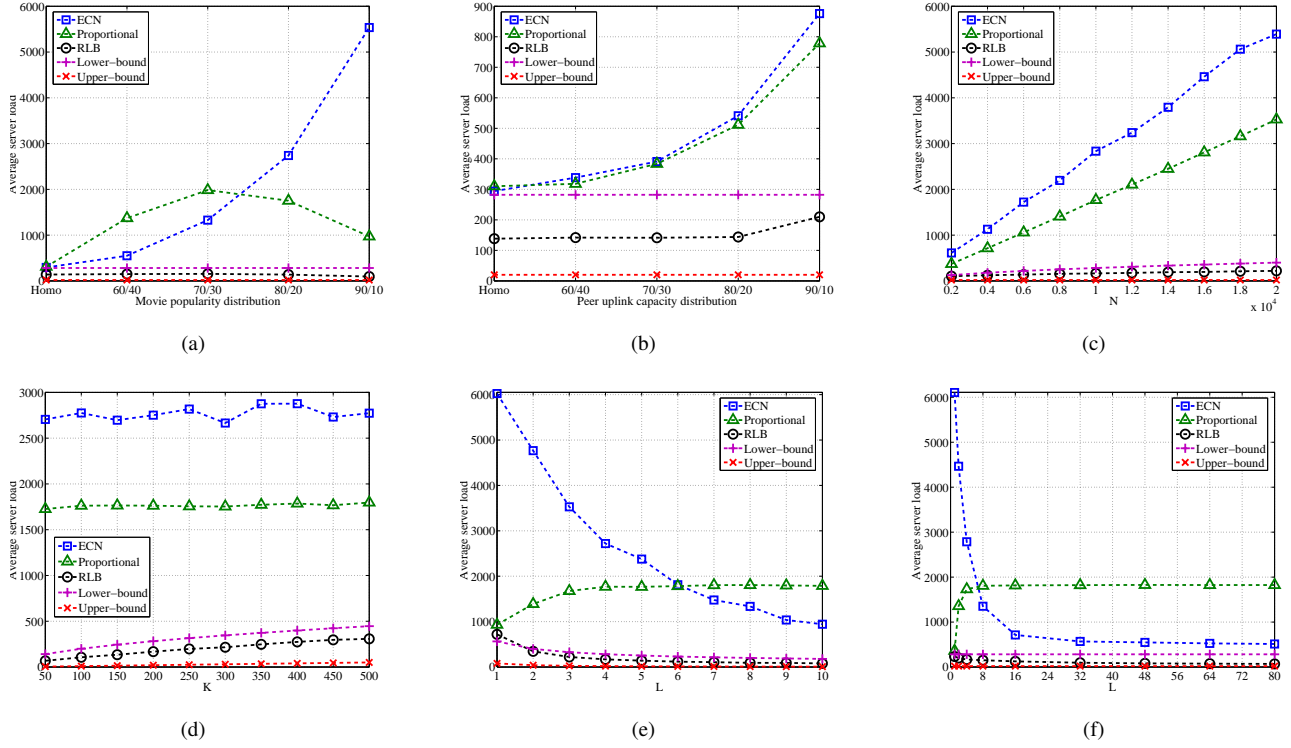 6000
5000
4000
3000
2000
1000
0
Average server load
ECN
Proportional
RLB
Lower-bound
Upper-bound
Homo 60/40 70/30 80/20 90/10
Movie popularity distribution
(a)
900
800
700
600
500
400
300
200
100
0
Average server load
ECN
Proportional
RLB
Lower-bound
Upper-bound
Homo 60/40 70/30 80/20 90/10
Peer uplink capacity distribution
(b)
6000
5000
4000
3000
2000
1000
0
Average server load
ECN
Proportional
RLB
Lower-bound
Upper-bound
0.2 0.4 0.6 0.8 1 1.2 1.4 1.6 1.8 2
N
x 10^4
(c)
3000
2500
2000
1500
1000
500
0
Average server load
ECN
Proportional
RLB
Lower-bound
Upper-bound
50 100 150 200 250 300 350 400 450 500
K
(d)
6000
5000
4000
3000
2000
1000
0
Average server load
ECN
Proportional
RLB
Lower-bound
Upper-bound
1 2 3 4 5 6 7 8 9 10
L
(e)
6000
5000
4000
3000
2000
1000
0
Average server load
ECN
Proportional
RLB
Lower-bound
Upper-bound
1 8 16 24 32 40 48 56 64 72 80
L
(f)